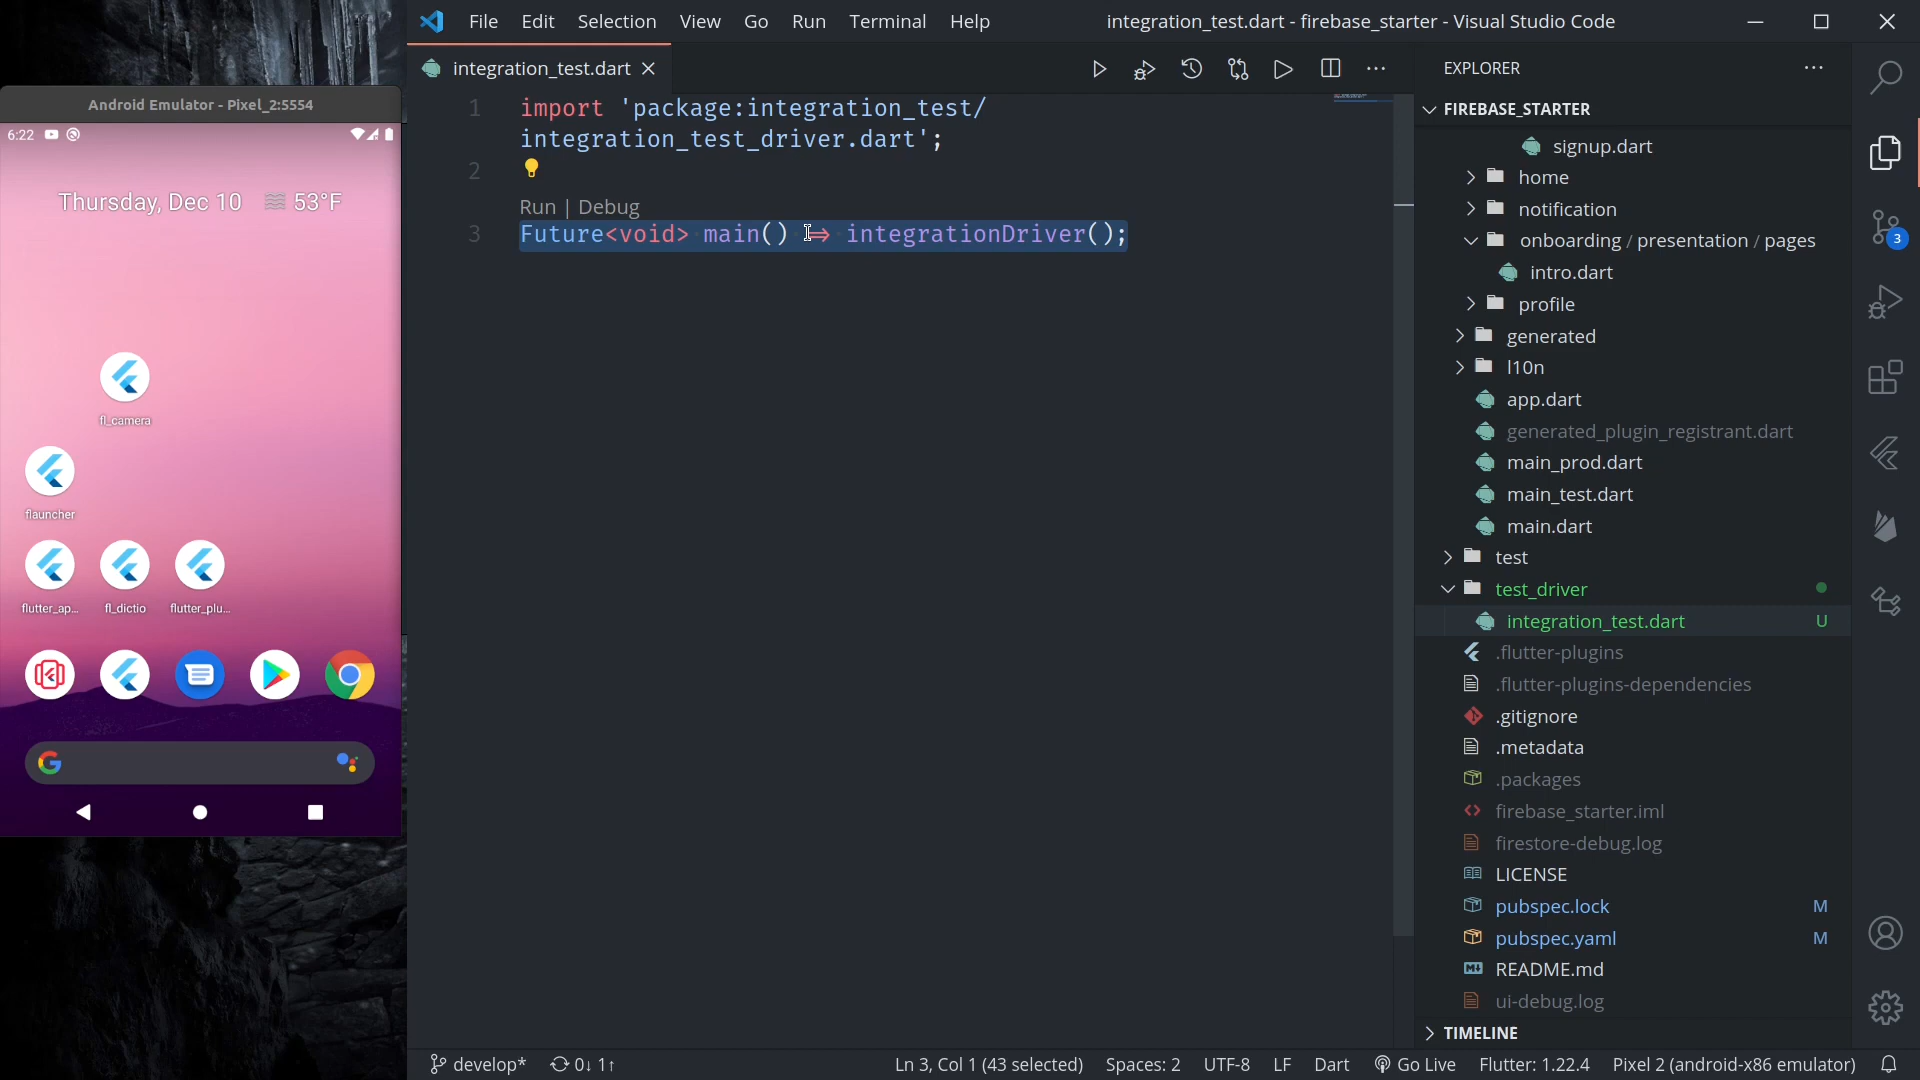 File Edit Selection View Go Run Terminal Help
integration_test.dart - firebase_starter - Visual Studio Code
integration_test.dart
EXPLORER
FIREBASE_STARTER
Android Emulator - Pixel_2:5554
6:22
Thursday, Dec 10 53°F
fl_camera
flauncher
flutter_ap...
fl_dictio
flutter_plu...
1 import 'package:integration_test/
integration_test_driver.dart';
2
Run | Debug
3 Future<void> main() => integrationDriver();
signup.dart
home
notification
onboarding / presentation / pages
intro.dart
profile
generated
l10n
app.dart
generated_plugin_registrant.dart
main_prod.dart
main_test.dart
main.dart
test
test_driver
integration_test.dart U
.flutter-plugins
.flutter-plugins-dependencies
.gitignore
.metadata
.packages
firebase_starter.iml
firestore-debug.log
LICENSE
pubspec.lock M
pubspec.yaml M
README.md
ui-debug.log
TIMELINE
3
develop* 0↓ 1↑
Ln 3, Col 1 (43 selected) Spaces: 2 UTF-8 LF Dart Go Live Flutter: 1.22.4 Pixel 2 (android-x86 emulator)